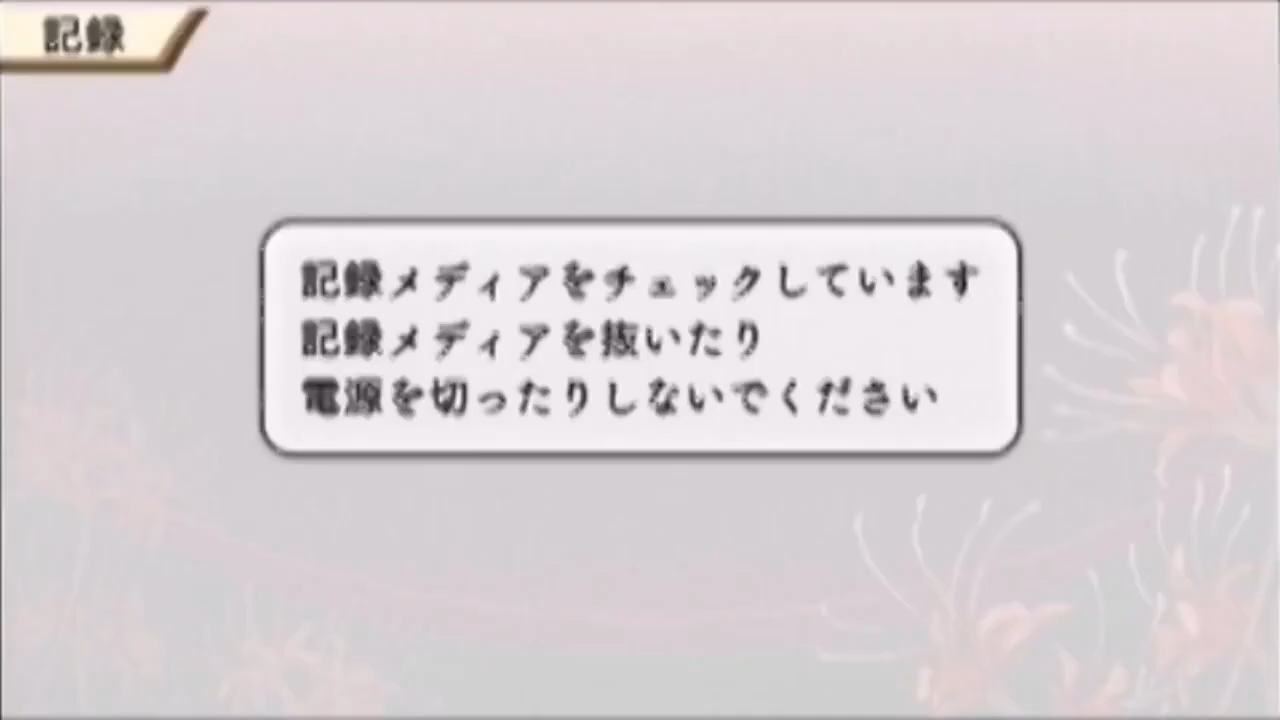 記録
記録メディアをチェックしています
記録メディアを抜いたり
電源を切ったりしないでください